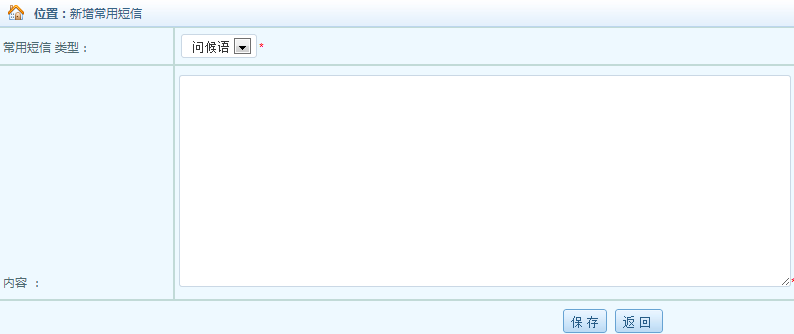 位置：新增常用短信
常用短信 类型： 问候语 *
内容 ： *
保 存 返 回